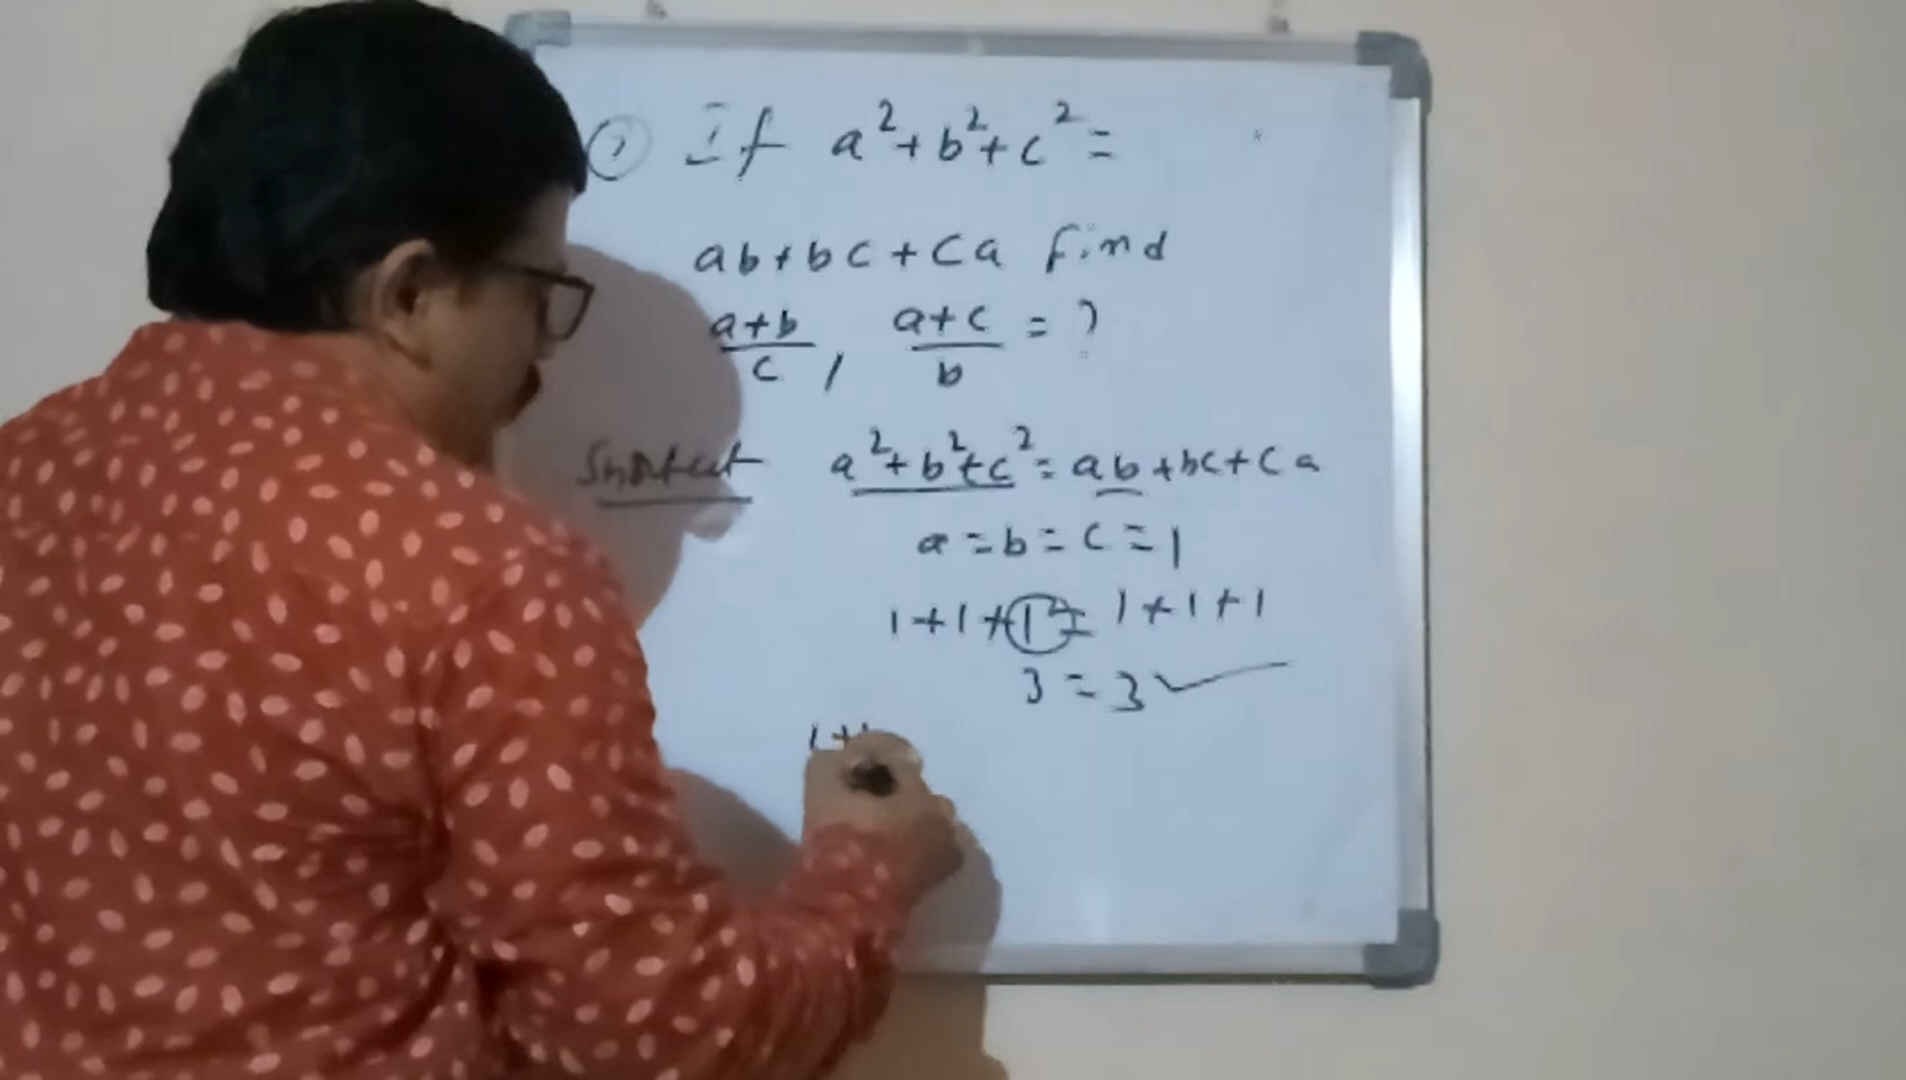 ? If a²+b²+c² =
ab+bc+ca find
a+b/c , a+c/b = ?
Shortcut a²+b²+c² = ab+bc+ca
a=b=c=1
1+1+1²= 1+1+1
3 = 3 ✓
1+1